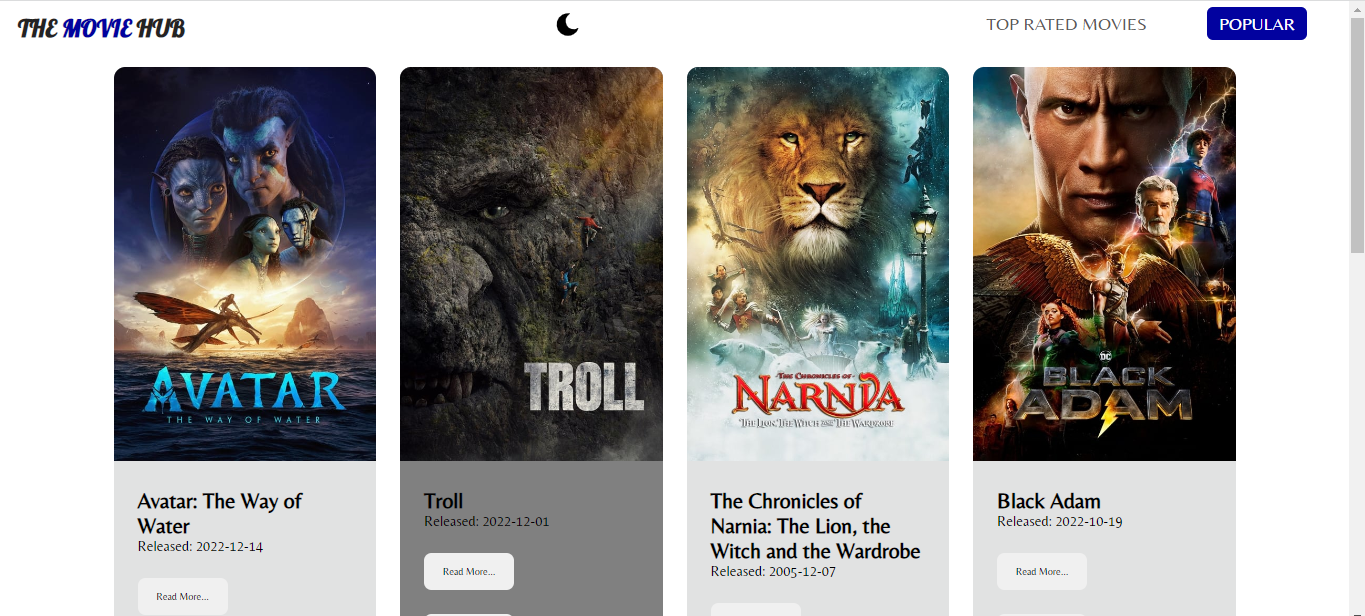 THE MOVIE HUB
TOP RATED MOVIES
POPULAR
AVATAR
THE WAY OF WATER
TROLL
THE CHRONICLES OF
NARNIA
THE LION, THE WITCH AND THE WARDROBE
DC
BLACK
ADAM
Avatar: The Way of
Water
Released: 2022-12-14
Read More...
Troll
Released: 2022-12-01
Read More...
The Chronicles of
Narnia: The Lion, the
Witch and the Wardrobe
Released: 2005-12-07
Black Adam
Released: 2022-10-19
Read More...